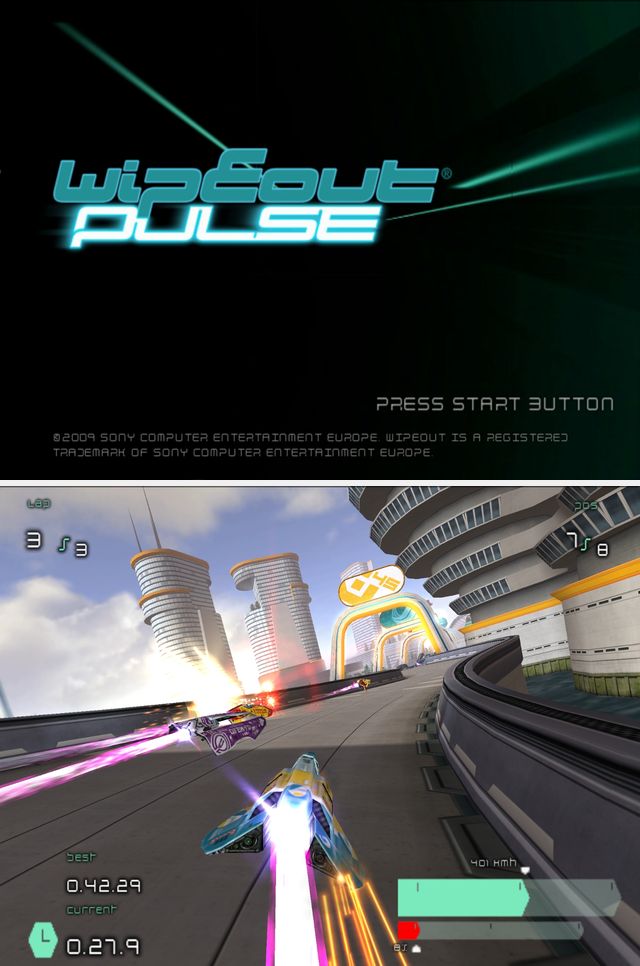 wipEout®
PULSE
PRESS START BUTTON
©2009 SONY COMPUTER ENTERTAINMENT EUROPE. WIPEOUT IS A REGISTERED
TRADEMARK OF SONY COMPUTER ENTERTAINMENT EUROPE.
Lap
3/3
pos
7/8
best
0.42.29
current
0.27.9
401 kmh